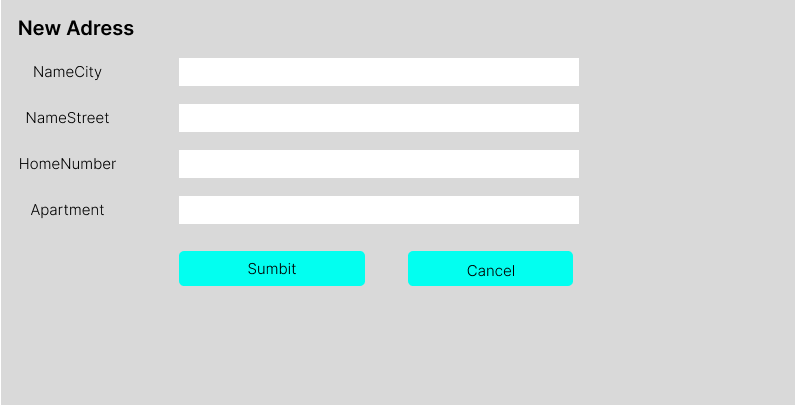 New Adress
NameCity
NameStreet
HomeNumber
Apartment
Sumbit
Cancel